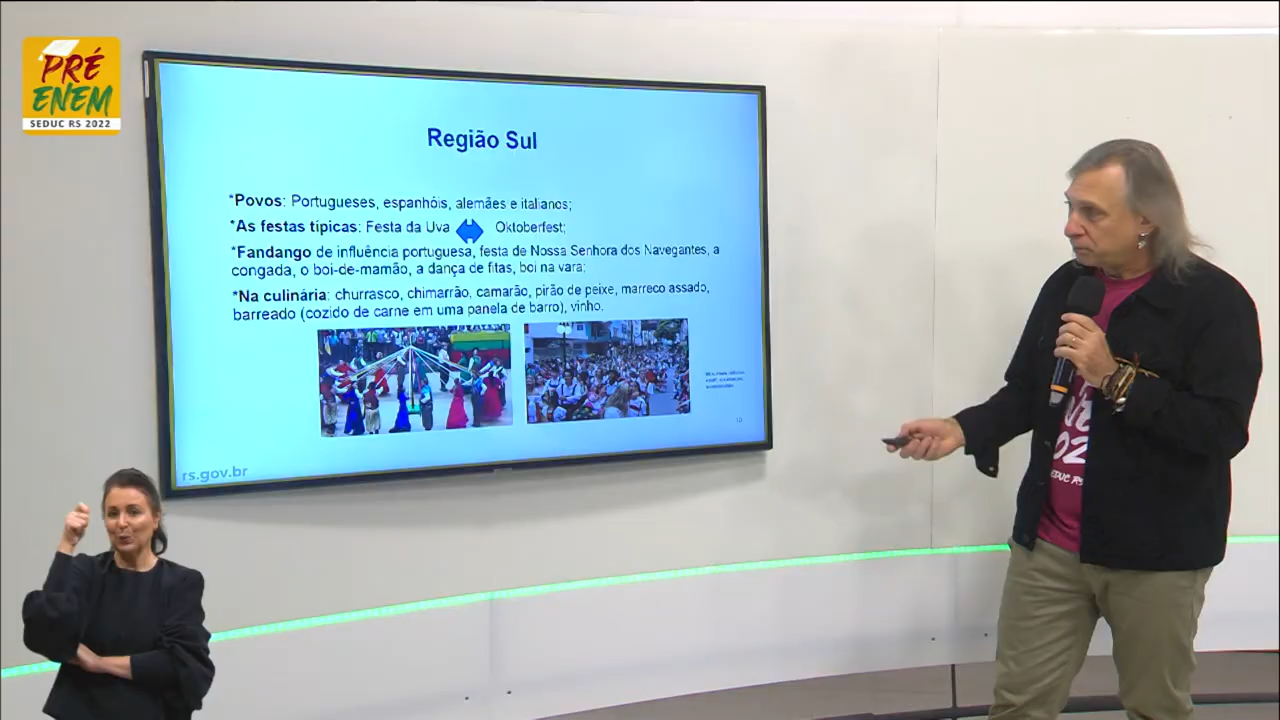 PRÉ
ENEM
SEDUC RS 2022
Região Sul
*Povos: Portugueses, espanhóis, alemães e italianos;
*As festas típicas: Festa da Uva Oktoberfest;
*Fandango de influência portuguesa, festa de Nossa Senhora dos Navegantes, a
congada, o boi-de-mamão, a dança de fitas, boi na vara;
*Na culinária: churrasco, chimarrão, camarão, pirão de peixe, marreco assado,
barreado (cozido de carne em uma panela de barro), vinho.
rs.gov.br
SEDUC RS